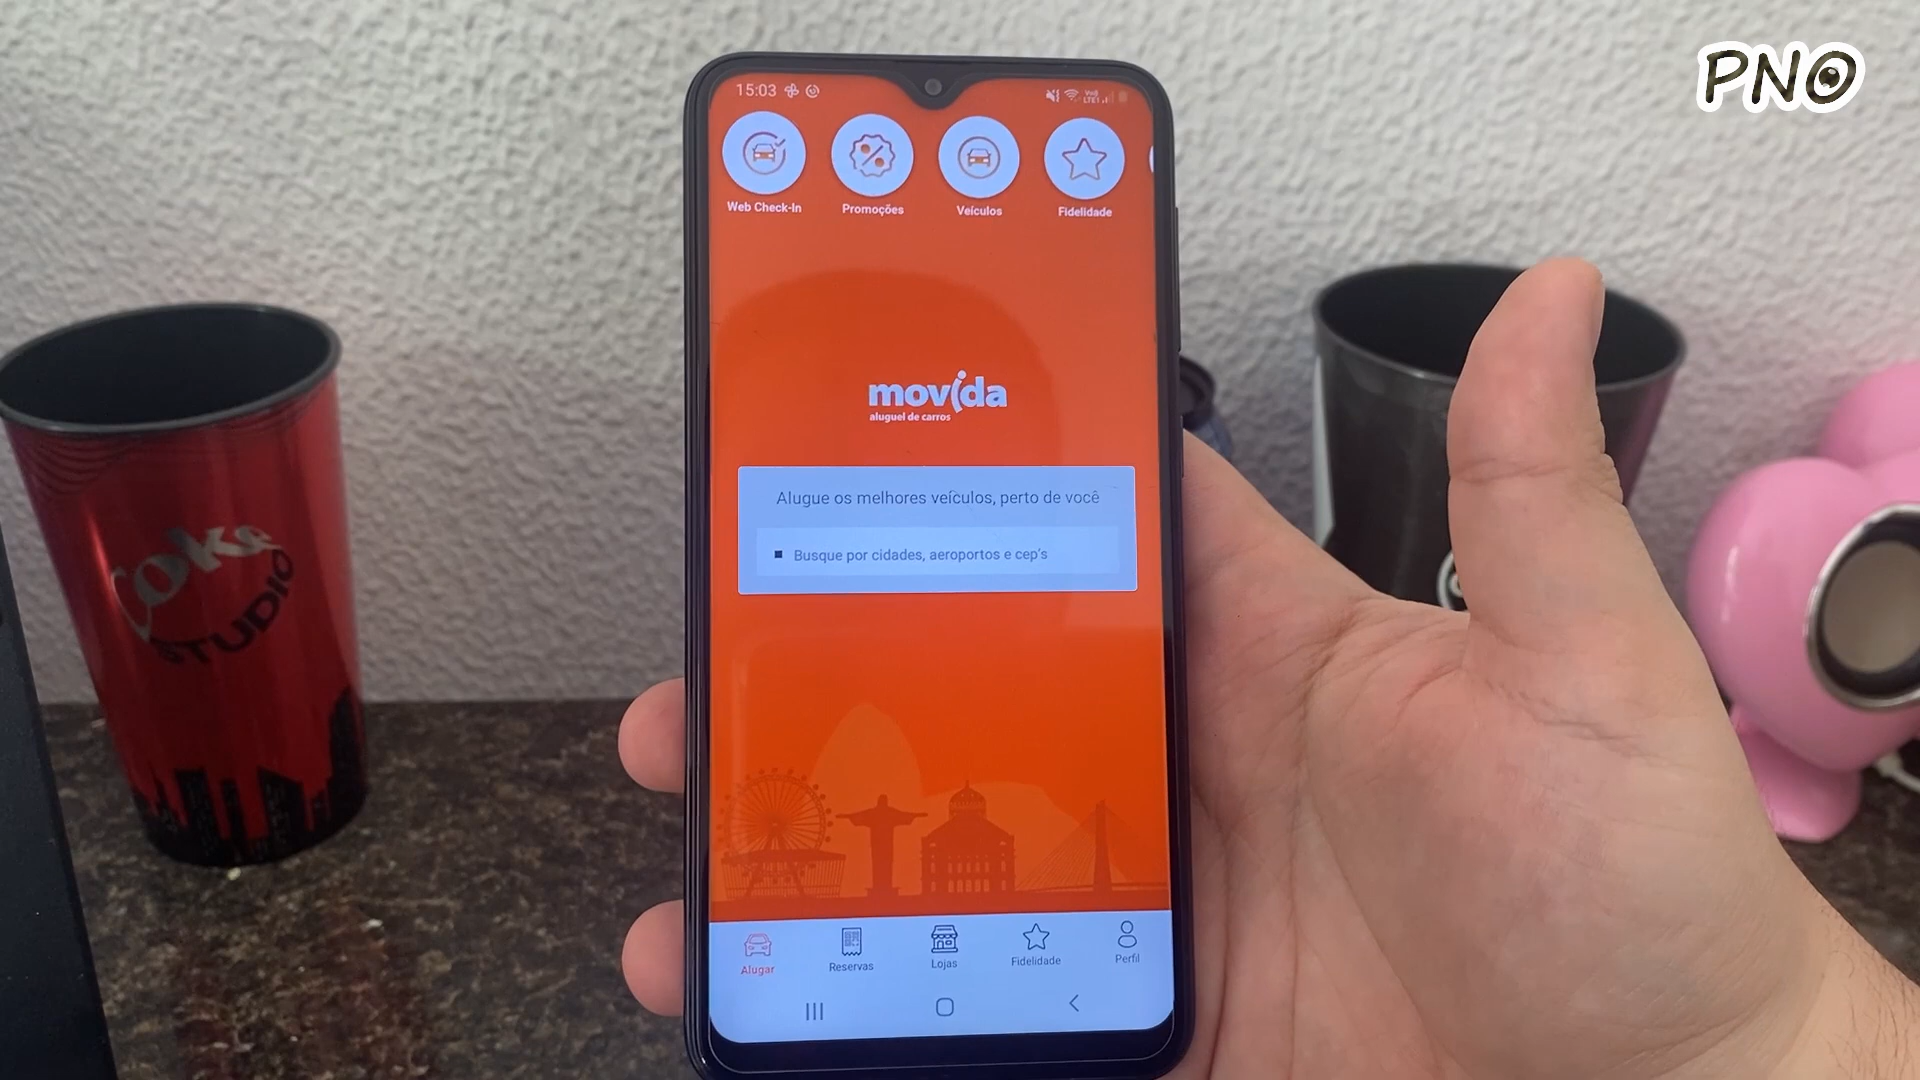 PNO
15:03
Web Check-In
Promoções
Veículos
Fidelidade
movida
aluguel de carros
Alugue os melhores veículos, perto de você
Busque por cidades, aeroportos e cep's
Alugar
Reservas
Lojas
Fidelidade
Perfil
Coke
STUDIO